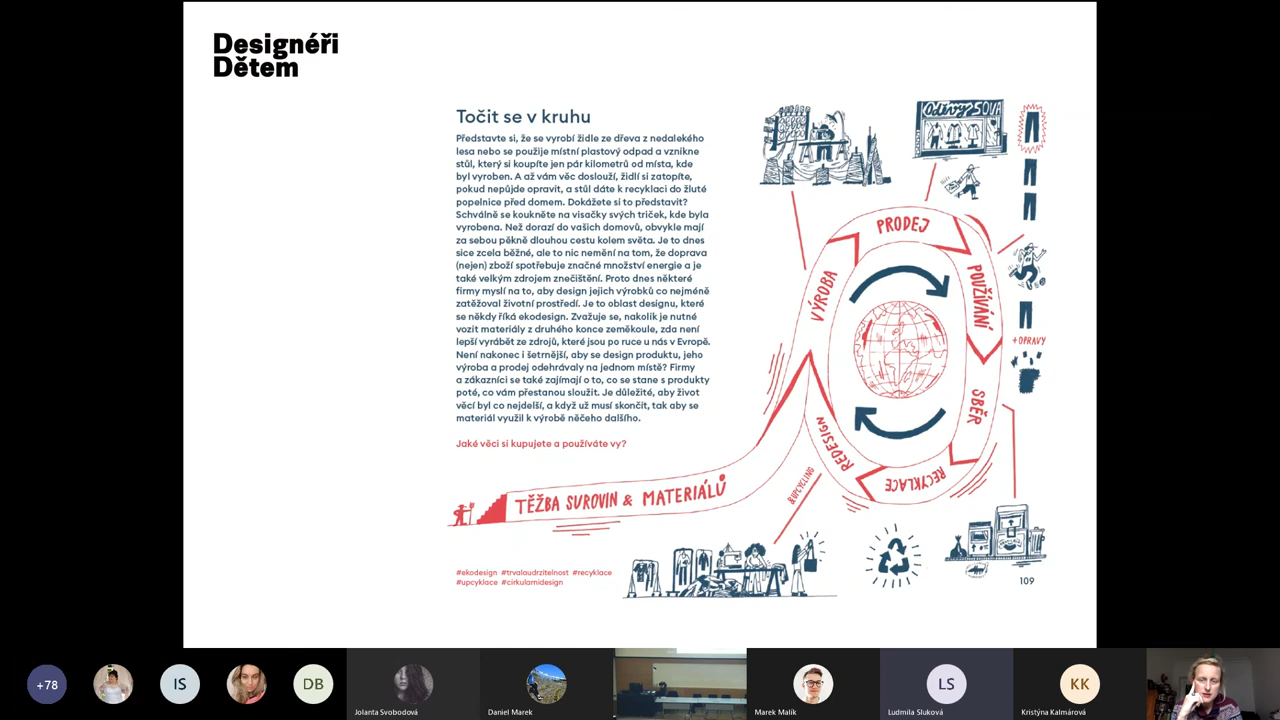 Designéři
Dětem
Točit se v kruhu
Představte si, že se vyrobí židle ze dřeva z nedalekého
lesa nebo se použije místní plastový odpad a vznikne
stůl, který si koupíte jen pár kilometrů od místa, kde
byl vyroben. A až vám věc doslouží, židlí si zatopíte,
pokud nepůjde opravit, a stůl dáte k recyklaci do žluté
popelnice před domem. Dokážete si to představit?
Schválně se koukněte na visačky svých triček, kde byla
vyrobena. Než dorazí do vašich domovů, obvykle mají
za sebou pěkně dlouhou cestu kolem světa. Je to dnes
sice zcela běžné, ale to nic nemění na tom, že doprava
(nejen) zboží spotřebuje značné množství energie a je
také velkým zdrojem znečištění. Proto dnes některé
firmy myslí na to, aby design jejich výrobků co nejméně
zatěžoval životní prostředí. Je to oblast designu, které
se někdy říká ekodesign. Zvažuje se, nakolik je nutné
vozit materiály z druhého konce zeměkoule, zda není
lepší vyrábět ze zdrojů, které jsou po ruce u nás v Evropě.
Není nakonec i šetrnější, aby se design produktu, jeho
výroba a prodej odehrávaly na jednom místě? Firmy
a zákazníci se také zajímají o to, co se stane s produkty
poté, co vám přestanou sloužit. Je důležité, aby život
věcí byl co nejdelší, a když už musí skončit, tak aby se
materiál využil k výrobě něčeho dalšího.
Jaké věci si kupujete a používáte vy?
#ekodesign #trvalaudrzitelnost #recyklace
#upcyklace #cirkularnidesign
Oděvy SOVA
PRODEJ
VÝROBA
POUŽÍVÁNÍ
+OPRAVY
SBĚR
RECYKLACE
REDESIGN
&UPCYCLING
TĚŽBA SUROVIN & MATERIÁLŮ
109
+78
IS
DB
Jolanta Svobodová
Daniel Marek
Marek Malík
LS
Ludmila Sluková
KK
Kristýna Kalmárová